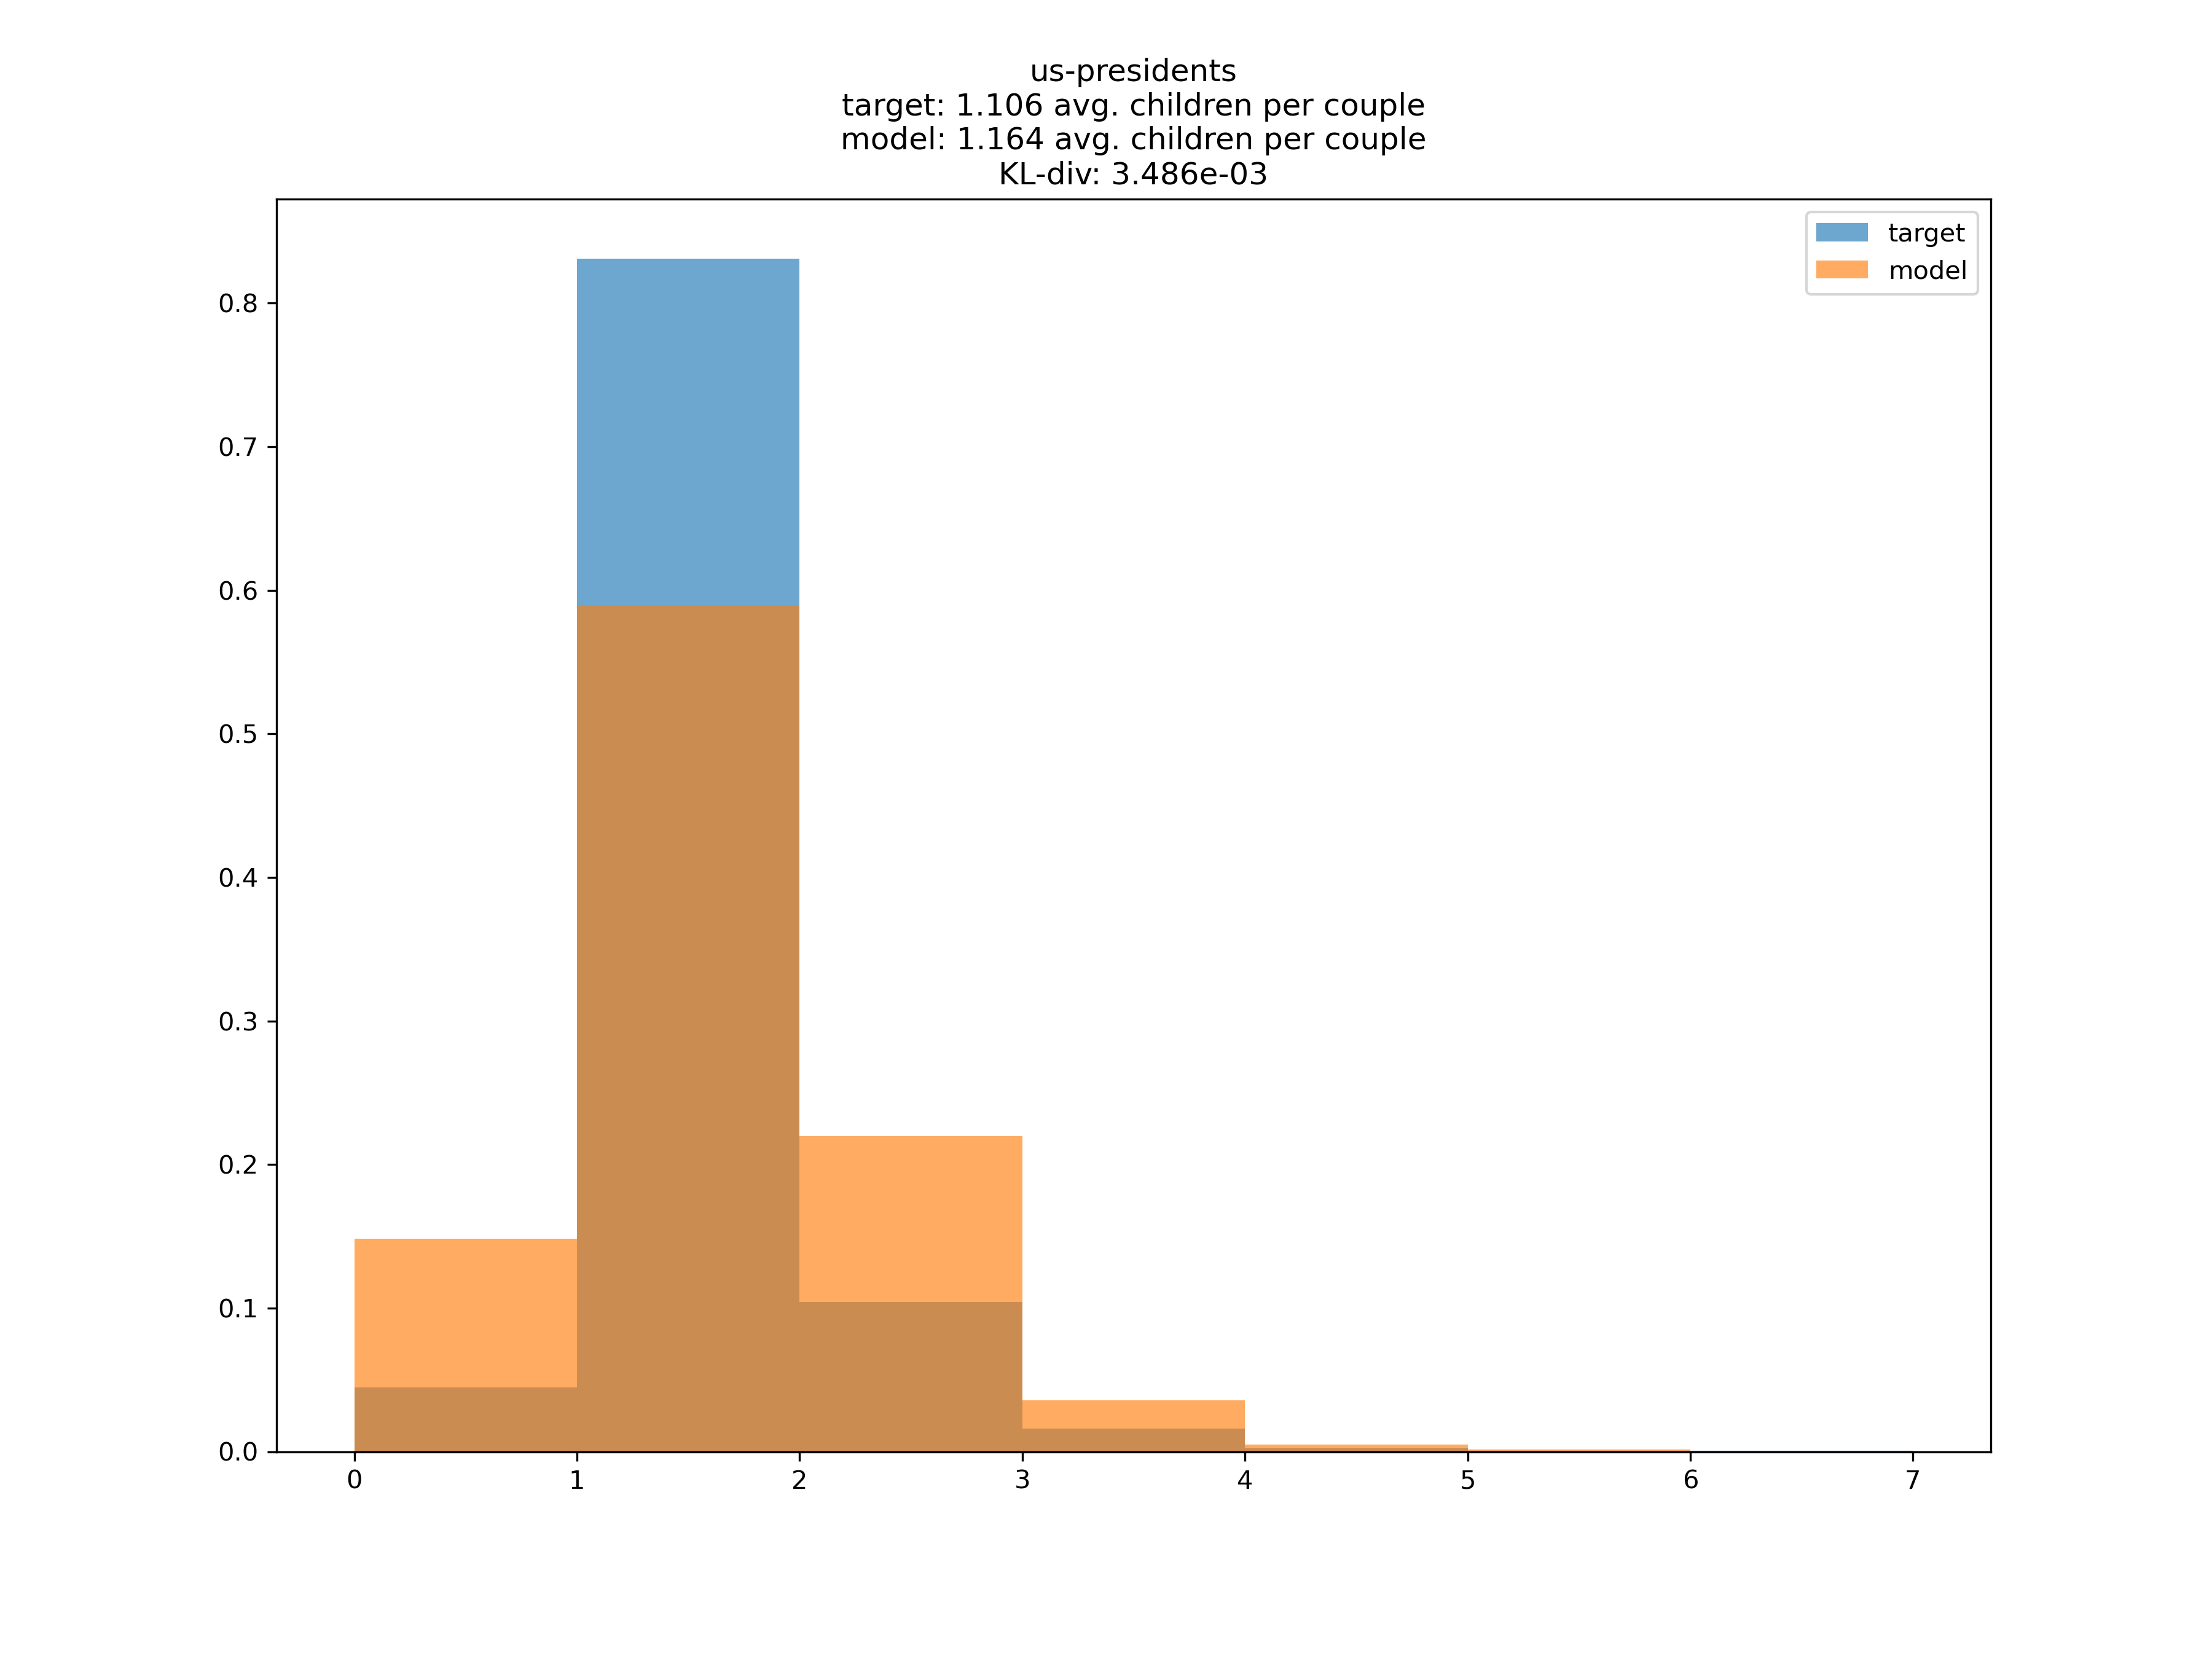 us-presidents
target: 1.106 avg. children per couple
model: 1.164 avg. children per couple
KL-div: 3.486e-03
target
model
0.8
0.7
0.6
0.5
0.4
0.3
0.2
0.1
0.0
0 1 2 3 4 5 6 7